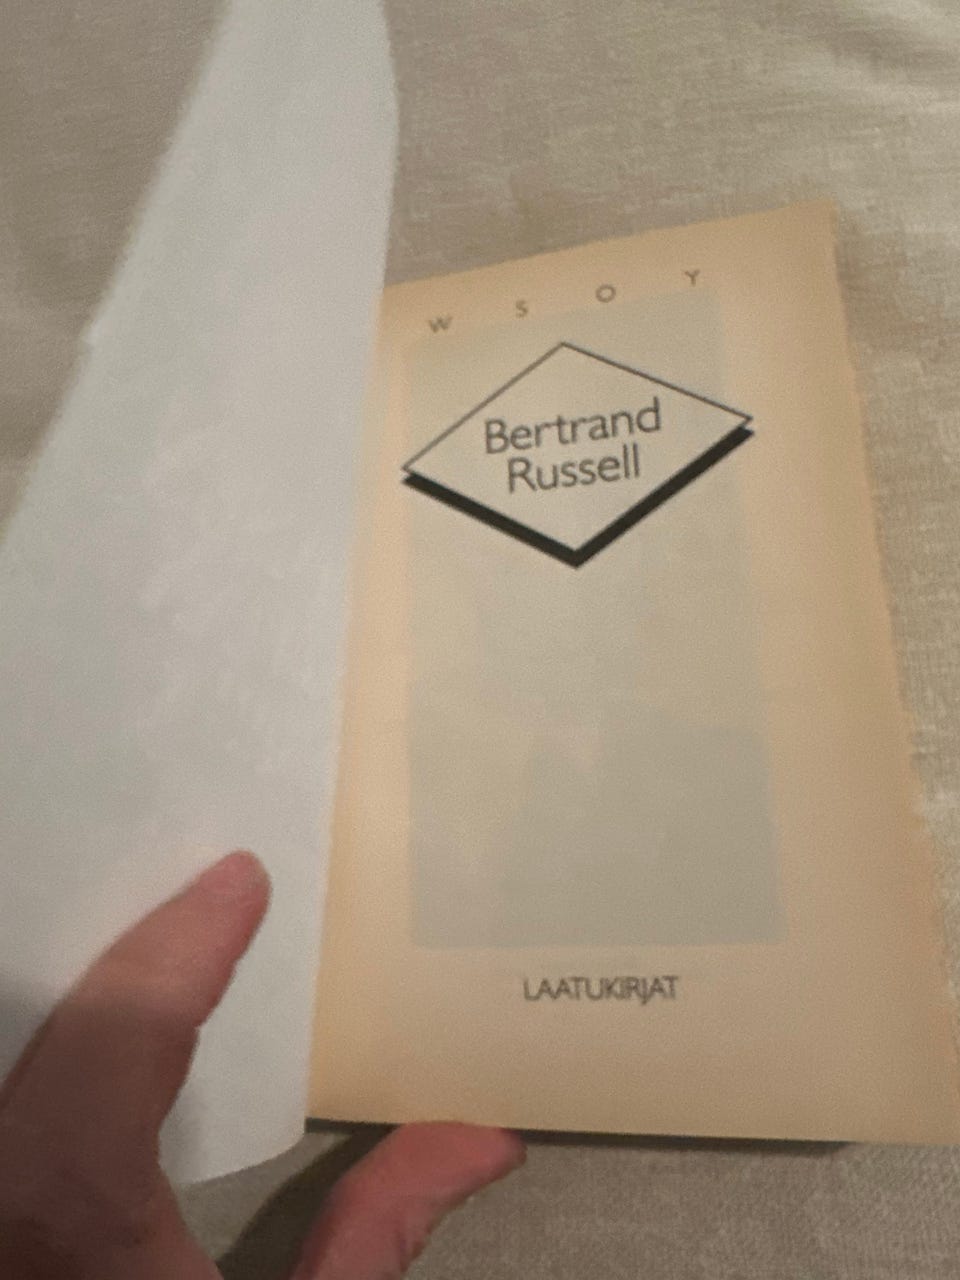 W S O Y
Bertrand
Russell
LAATUKIRJAT